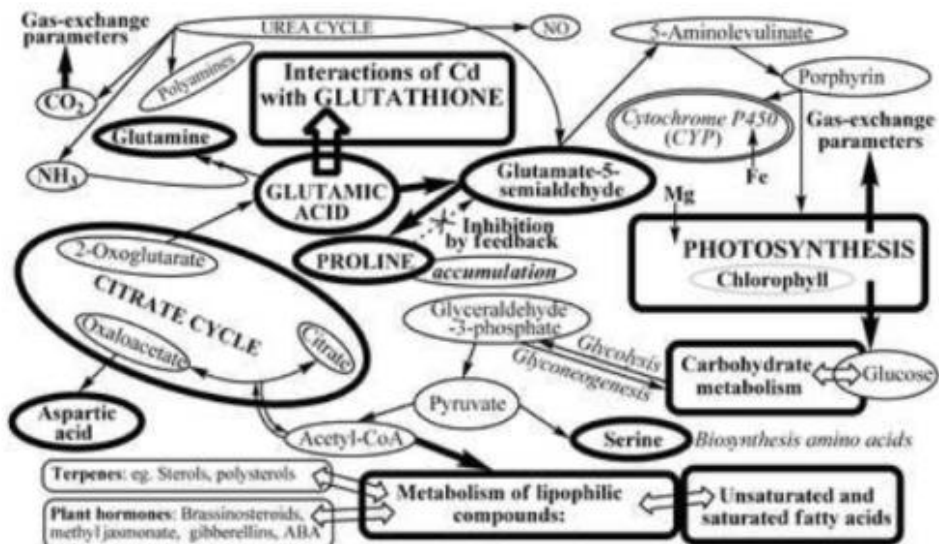 Gas-exchange
parameters
UREA CYCLE
NO
5-Aminolevulinate
Polyamines
Interactions of Cd
with GLUTATHIONE
Porphyrin
CO2
Cytochrome P450
(CYP)
Gas-exchange
parameters
Glutamine
NH3
GLUTAMIC
ACID
Glutamate-5-
semialdehyde
Fe
Mg
Inhibition
by feedback
2-Oxoglutarate
PROLINE
accumulation
PHOTOSYNTHESIS
Chlorophyll
CITRATE CYCLE
Oxaloacetate
Citrate
Glyceraldehyde
-3-phosphate
Glycolysis
Glyconeogenesis
Carbohydrate
metabolism
Glucose
Aspartic
acid
Pyruvate
Acetyl-CoA
Serine
Biosynthesis amino acids
Terpenes: eg. Sterols, polysterols
Metabolism of lipophilic
compounds:
Unsaturated and
saturated fatty acids
Plant hormones: Brassinosteroids,
methyl jasmonate, gibberellins, ABA